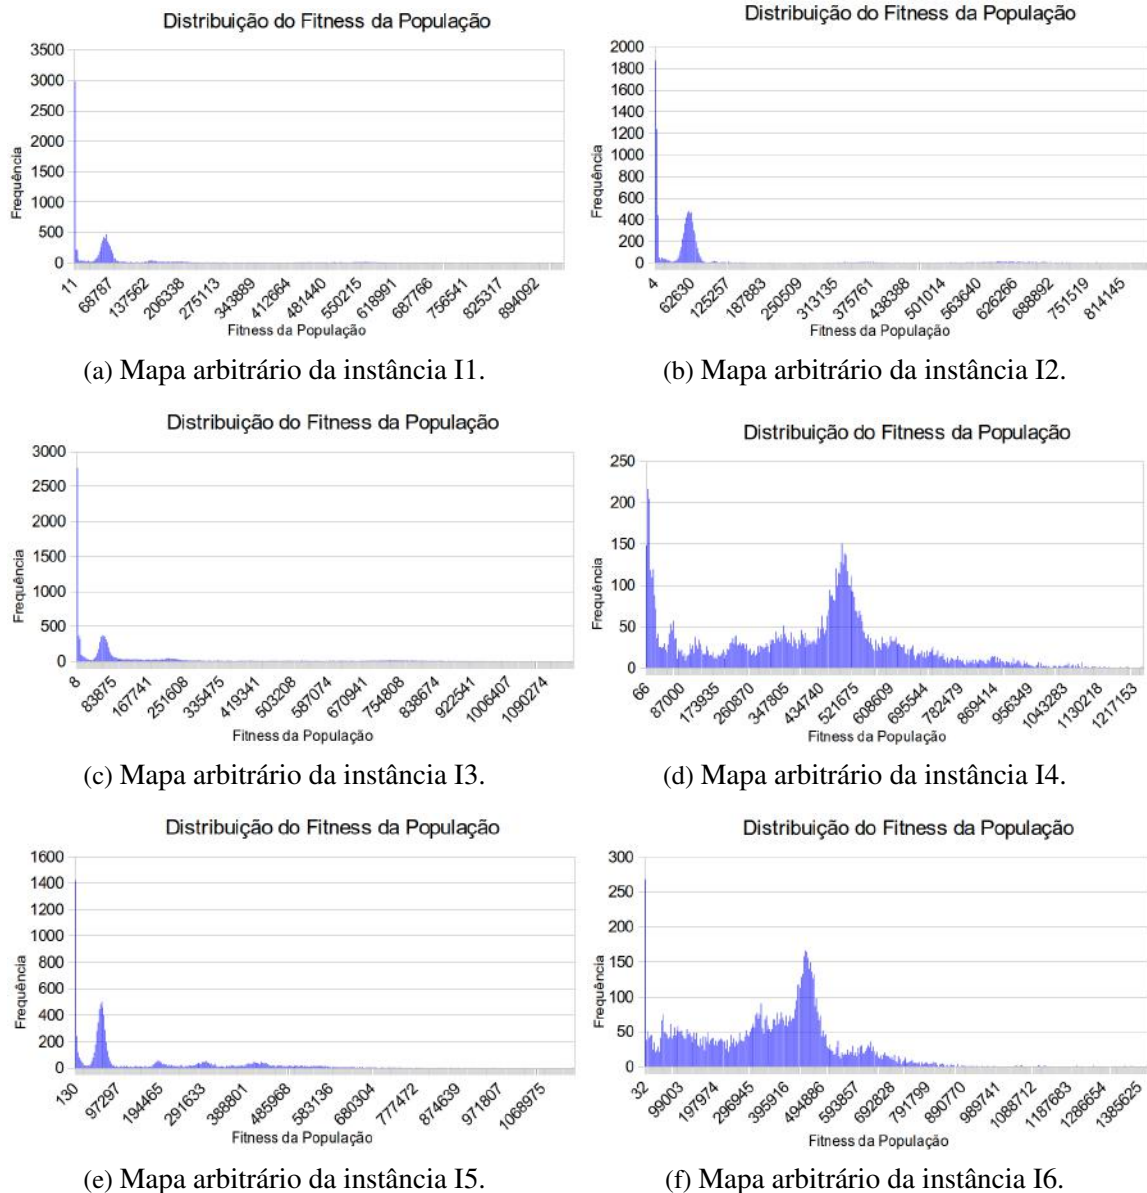 Distribuição do Fitness da População
3500
3000
2500
2000
1500
1000
500
0
Frequência
11 68787 137562 206338 275113 343889 412664 481440 550215 618991 687766 756541 825317 894092
Fitness da População
(a) Mapa arbitrário da instância I1.
Distribuição do Fitness da População
2000
1800
1600
1400
1200
1000
800
600
400
200
0
Frequência
4 62630 125257 187883 250509 313135 375761 438388 501014 563640 626266 688892 751519 814145
Fitness da População
(b) Mapa arbitrário da instância I2.
Distribuição do Fitness da População
3000
2500
2000
1500
1000
500
0
Frequência
8 83875 167741 251608 335475 419341 503208 587074 670941 754808 838674 922541 1006407 1090274
Fitness da População
(c) Mapa arbitrário da instância I3.
Distribuição do Fitness da População
250
200
150
100
50
0
Frequência
66 87000 173935 260870 347805 434740 521675 608609 695544 782479 869414 956349 1043283 1130218 1217153
Fitness da População
(d) Mapa arbitrário da instância I4.
Distribuição do Fitness da População
1600
1400
1200
1000
800
600
400
200
0
Frequência
130 97297 194465 291633 388801 485968 583136 680304 777472 874639 971807 1068975
Fitness da População
(e) Mapa arbitrário da instância I5.
Distribuição do Fitness da População
300
250
200
150
100
50
0
Frequência
32 99003 197974 296945 395916 494886 593857 692828 791799 890770 989741 1088712 1187683 1286654 1385625
Fitness da População
(f) Mapa arbitrário da instância I6.